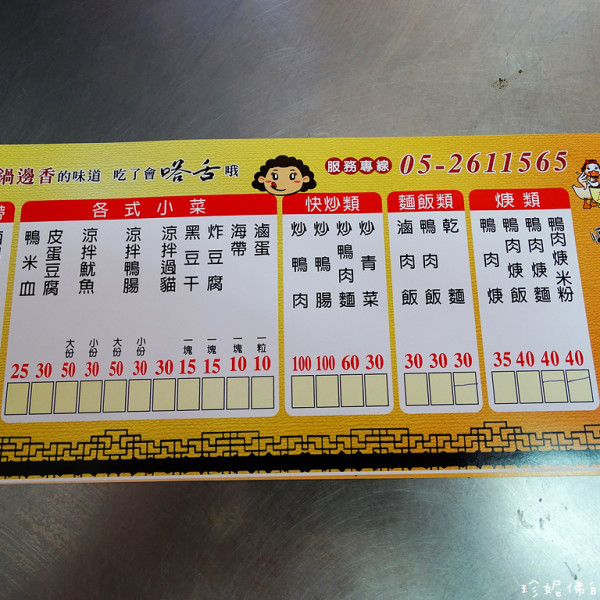 鍋邊香的味道 吃了會嗒舌哦
服務專線 05-2611565
各式小菜
鴨米血 25
皮蛋豆腐 30
涼拌魷魚 大份 50 小份 30
涼拌鴨腸 大份 50 小份 30
涼拌過貓 30
黑豆干 一塊 15
炸豆腐 一塊 15
海帶 一塊 10
滷蛋 一粒 10
快炒類
炒鴨肉 100
炒鴨腸 100
炒鴨肉麵 60
炒青菜 30
麵飯類
滷肉飯 30
鴨肉飯 30
乾麵 30
焿類
鴨肉焿 35
鴨肉焿飯 40
鴨肉焿麵 40
鴨肉焿米粉 40
珍妮佛